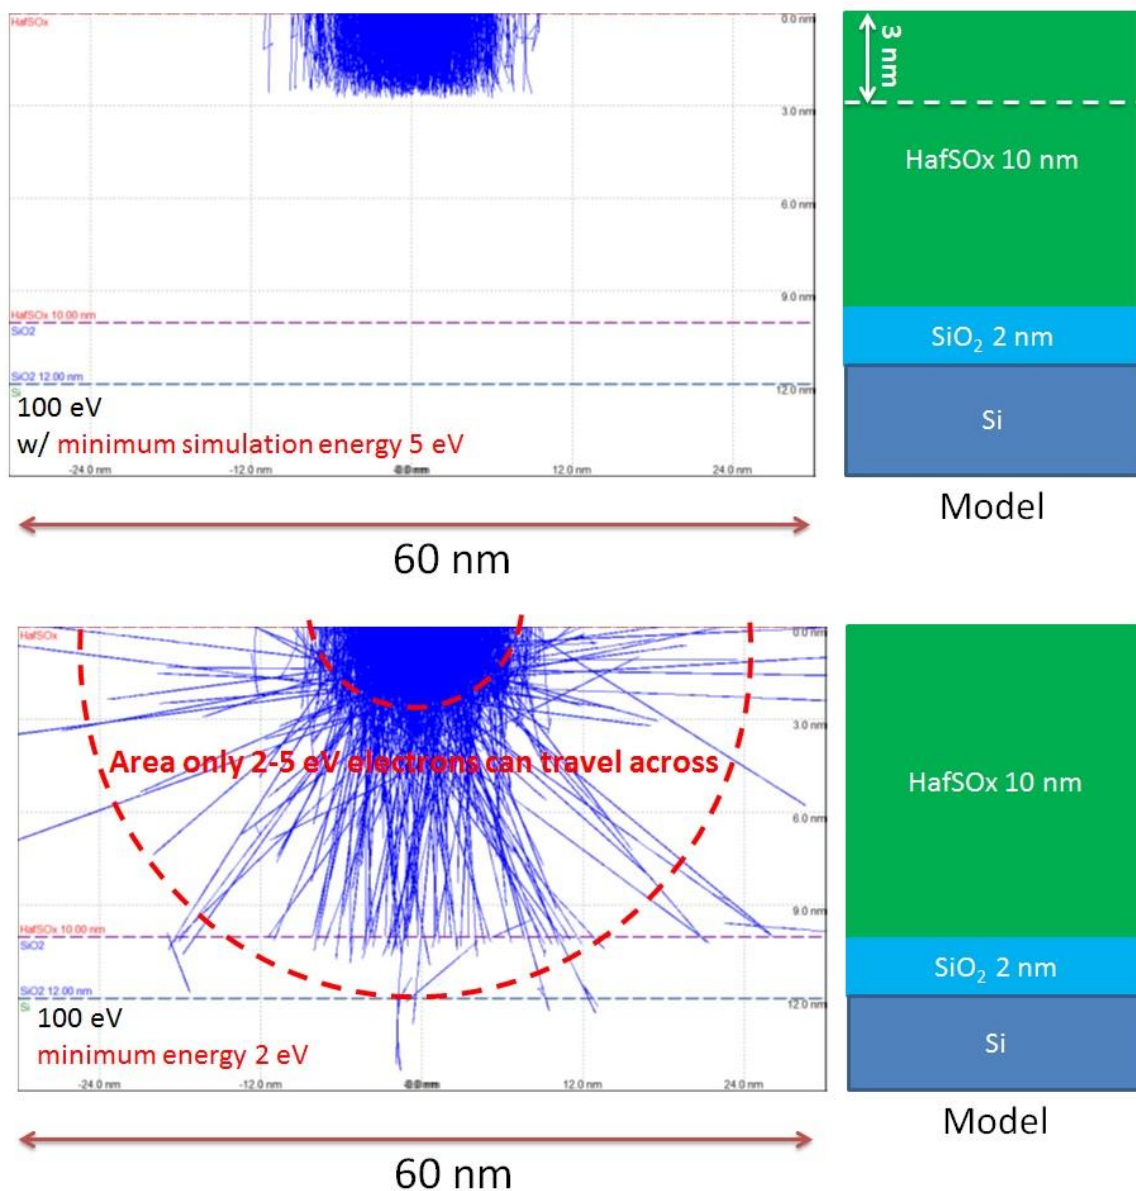 HafSOx
0.0 nm
3.0 nm
6.0 nm
9.0 nm
HafSOx 10.00 nm
SiO2
SiO2 12.00 nm
Si
12.0 nm
100 eV
w/ minimum simulation energy 5 eV
-24.0 nm
-12.0 nm
12.0 nm
24.0 nm
60 nm
3 nm
HafSOx 10 nm
SiO₂ 2 nm
Si
Model
HafSOx
0.0 nm
3.0 nm
Area only 2-5 eV electrons can travel across
6.0 nm
9.0 nm
HafSOx 10.00 nm
SiO2
SiO2 12.00 nm
Si
12.0 nm
100 eV
minimum energy 2 eV
-24.0 nm
-12.0 nm
12.0 nm
24.0 nm
60 nm
HafSOx 10 nm
SiO₂ 2 nm
Si
Model